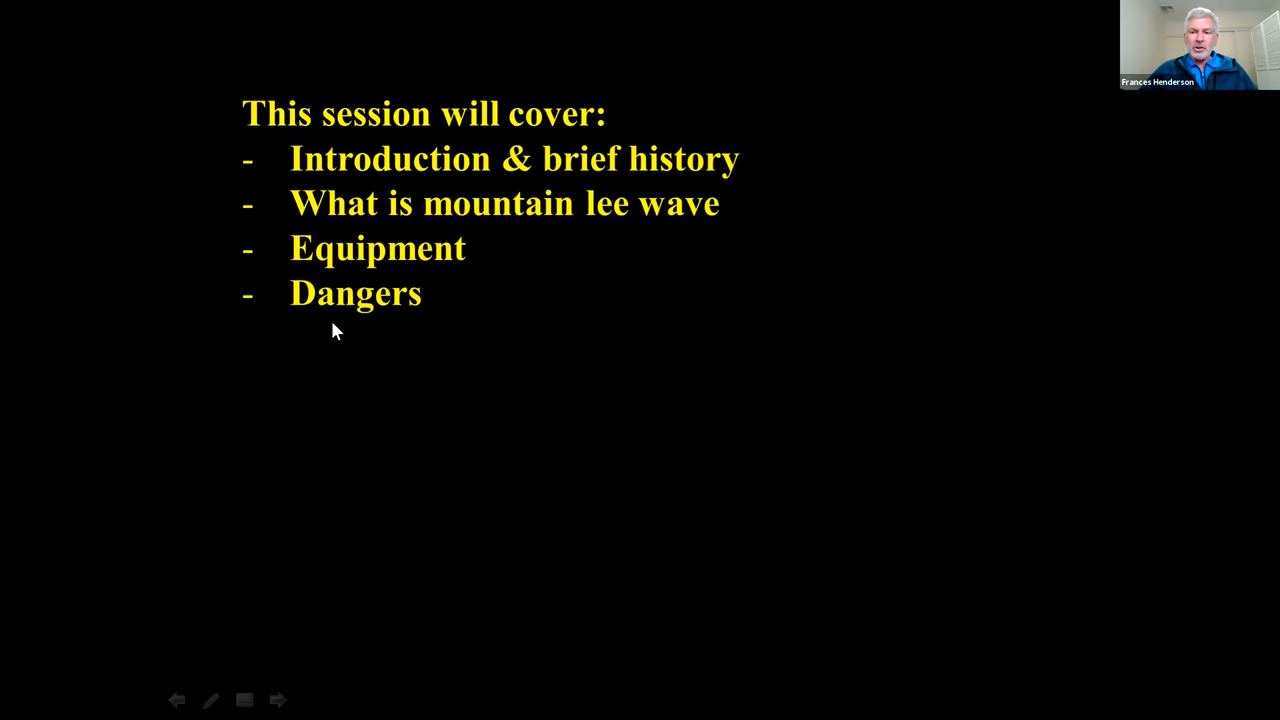 This session will cover:
- Introduction & brief history
- What is mountain lee wave
- Equipment
- Dangers
Frances Henderson